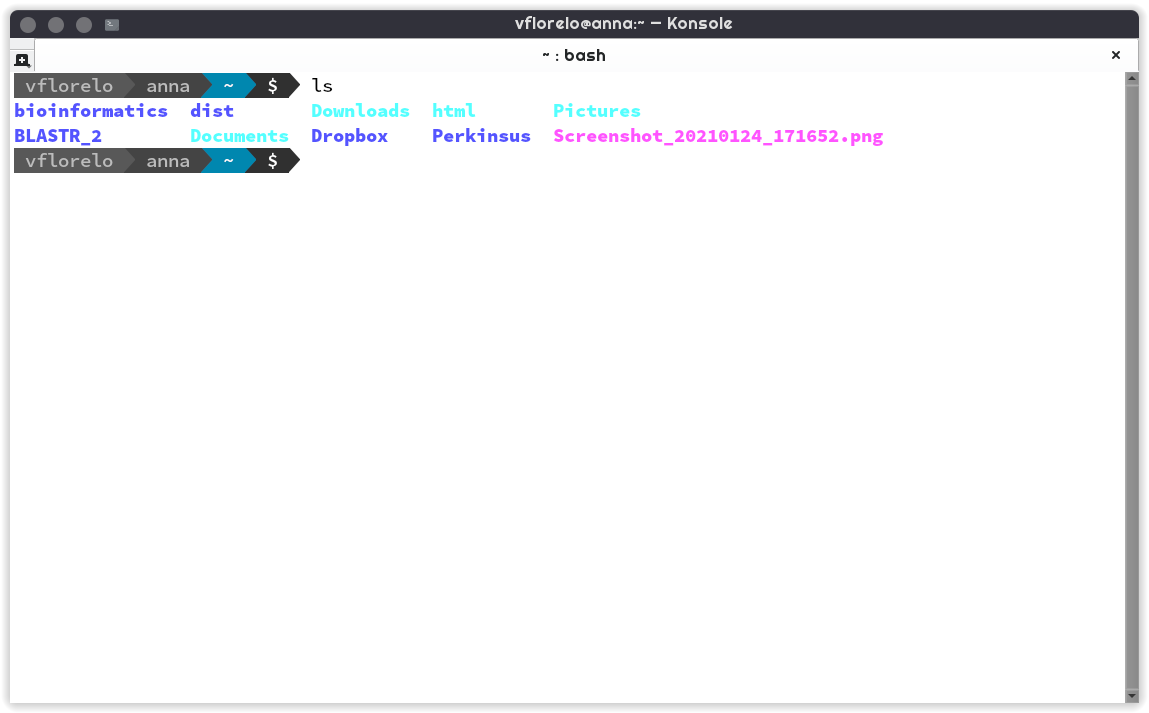 vflorelo@anna:~ — Konsole
~ : bash
vflorelo anna ~ $ ls
bioinformatics dist Downloads html Pictures
BLASTR_2 Documents Dropbox Perkinsus Screenshot_20210124_171652.png
vflorelo anna ~ $